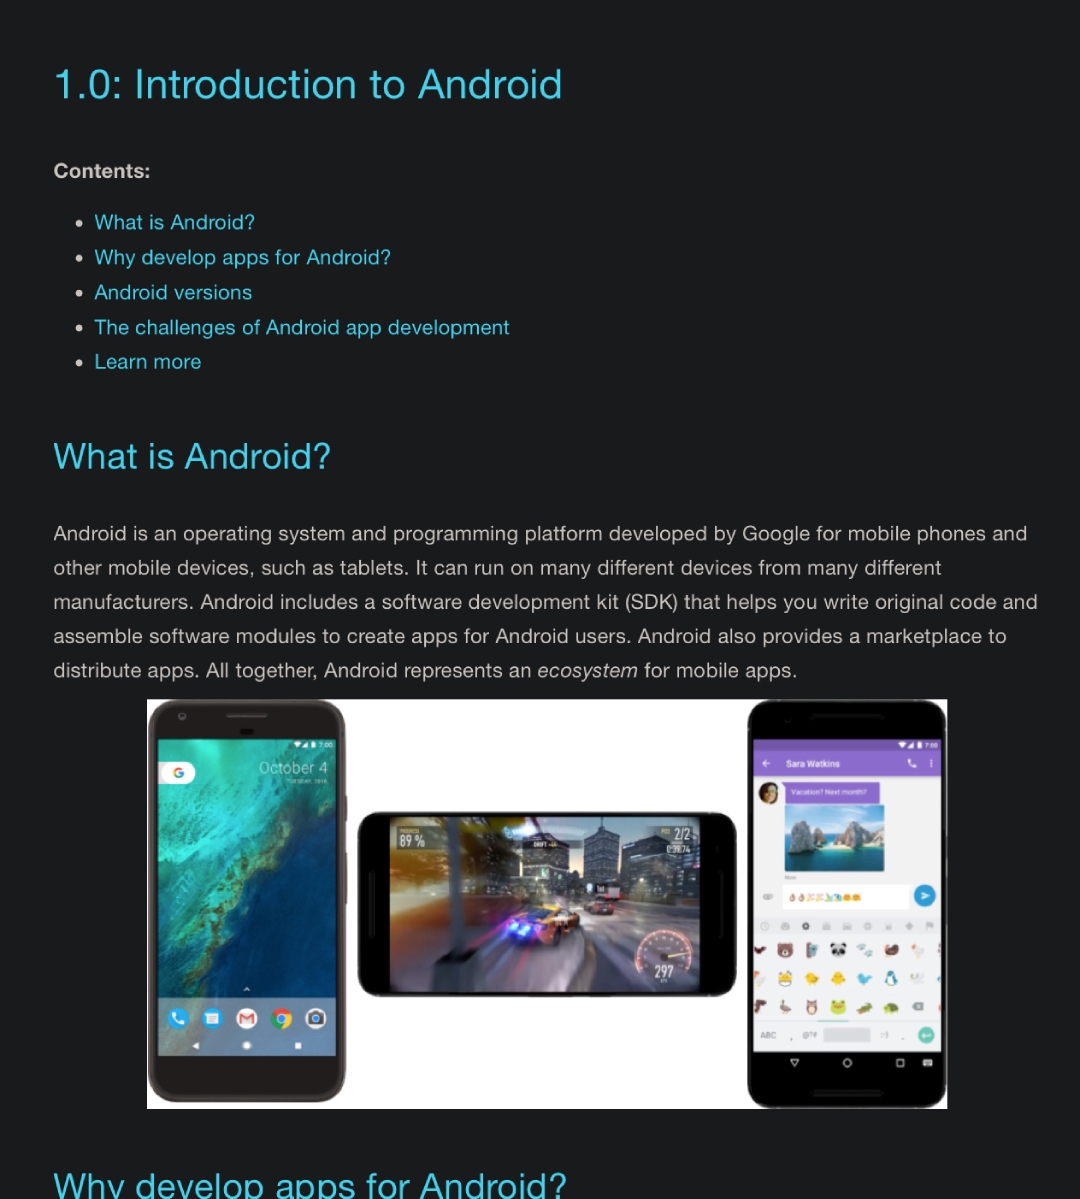 1.0: Introduction to Android
Contents:
What is Android?
Why develop apps for Android?
Android versions
The challenges of Android app development
Learn more
What is Android?
Android is an operating system and programming platform developed by Google for mobile phones and
other mobile devices, such as tablets. It can run on many different devices from many different
manufacturers. Android includes a software development kit (SDK) that helps you write original code and
assemble software modules to create apps for Android users. Android also provides a marketplace to
distribute apps. All together, Android represents an ecosystem for mobile apps.
7:00
G
October 4
89 %
DRIFT
2/2
297
7:00
Sara Watkins
Vacation? Next month?
Now
ABC , @?# :-) .
Why develop apps for Android?